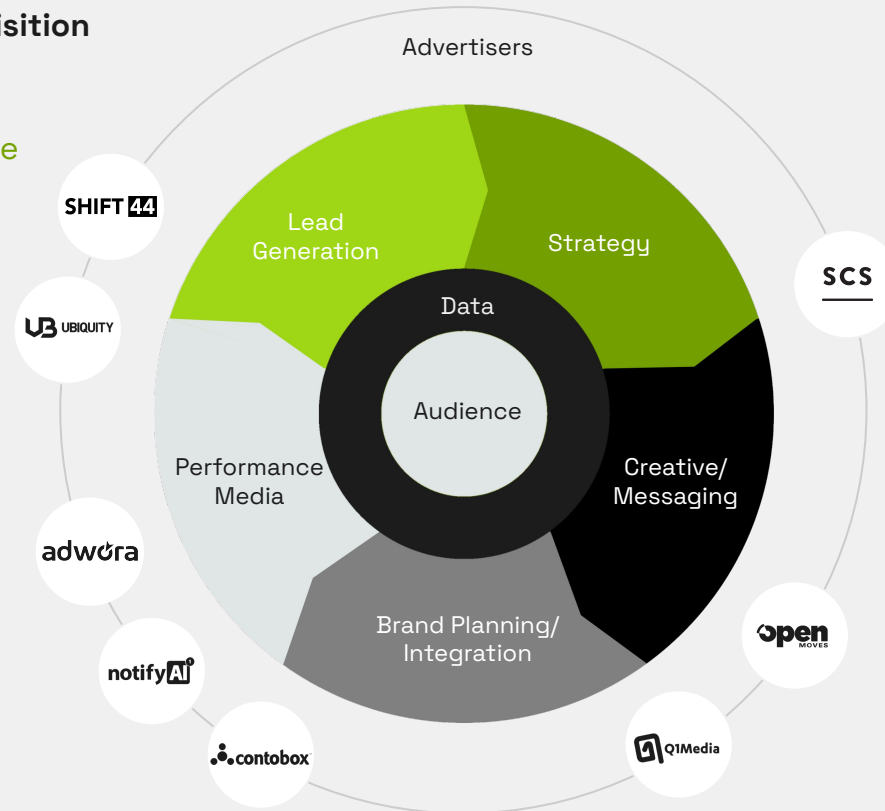 isition
Advertisers
e
SHIFT 44
Lead
Generation
Strategy
SCS
Data
UBIQUITY
Audience
Performance
Media
Creative/
Messaging
adwora
Brand Planning/
Integration
open
MOVES
notifyAI
1
Q1Media
contobox